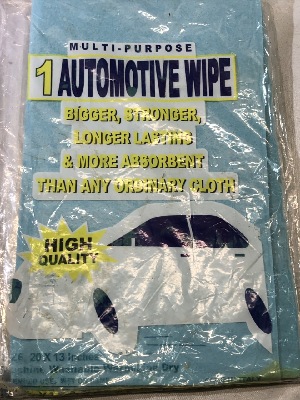 MULTI-PURPOSE
1 AUTOMOTIVE WIPE
BIGGER, STRONGER,
LONGER LASTING
& MORE ABSORBENT
THAN ANY ORDINARY CLOTH
HIGH
QUALITY
20 X 13 Inches
Dry